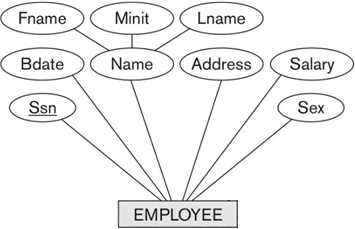 Fname Minit Lname
Bdate Name Address Salary
Ssn Sex
EMPLOYEE